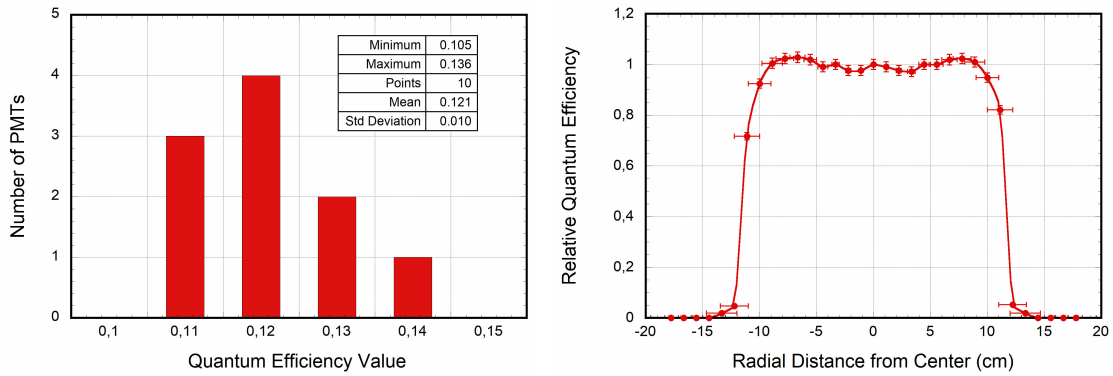 5
4
3
2
1
0
Number of PMTs
Minimum 0.105
Maximum 0.136
Points 10
Mean 0.121
Std Deviation 0.010
0,1 0,11 0,12 0,13 0,14 0,15
Quantum Efficiency Value
1,2
1
0,8
0,6
0,4
0,2
0
Relative Quantum Efficiency
-20 -15 -10 -5 0 5 10 15 20
Radial Distance from Center (cm)